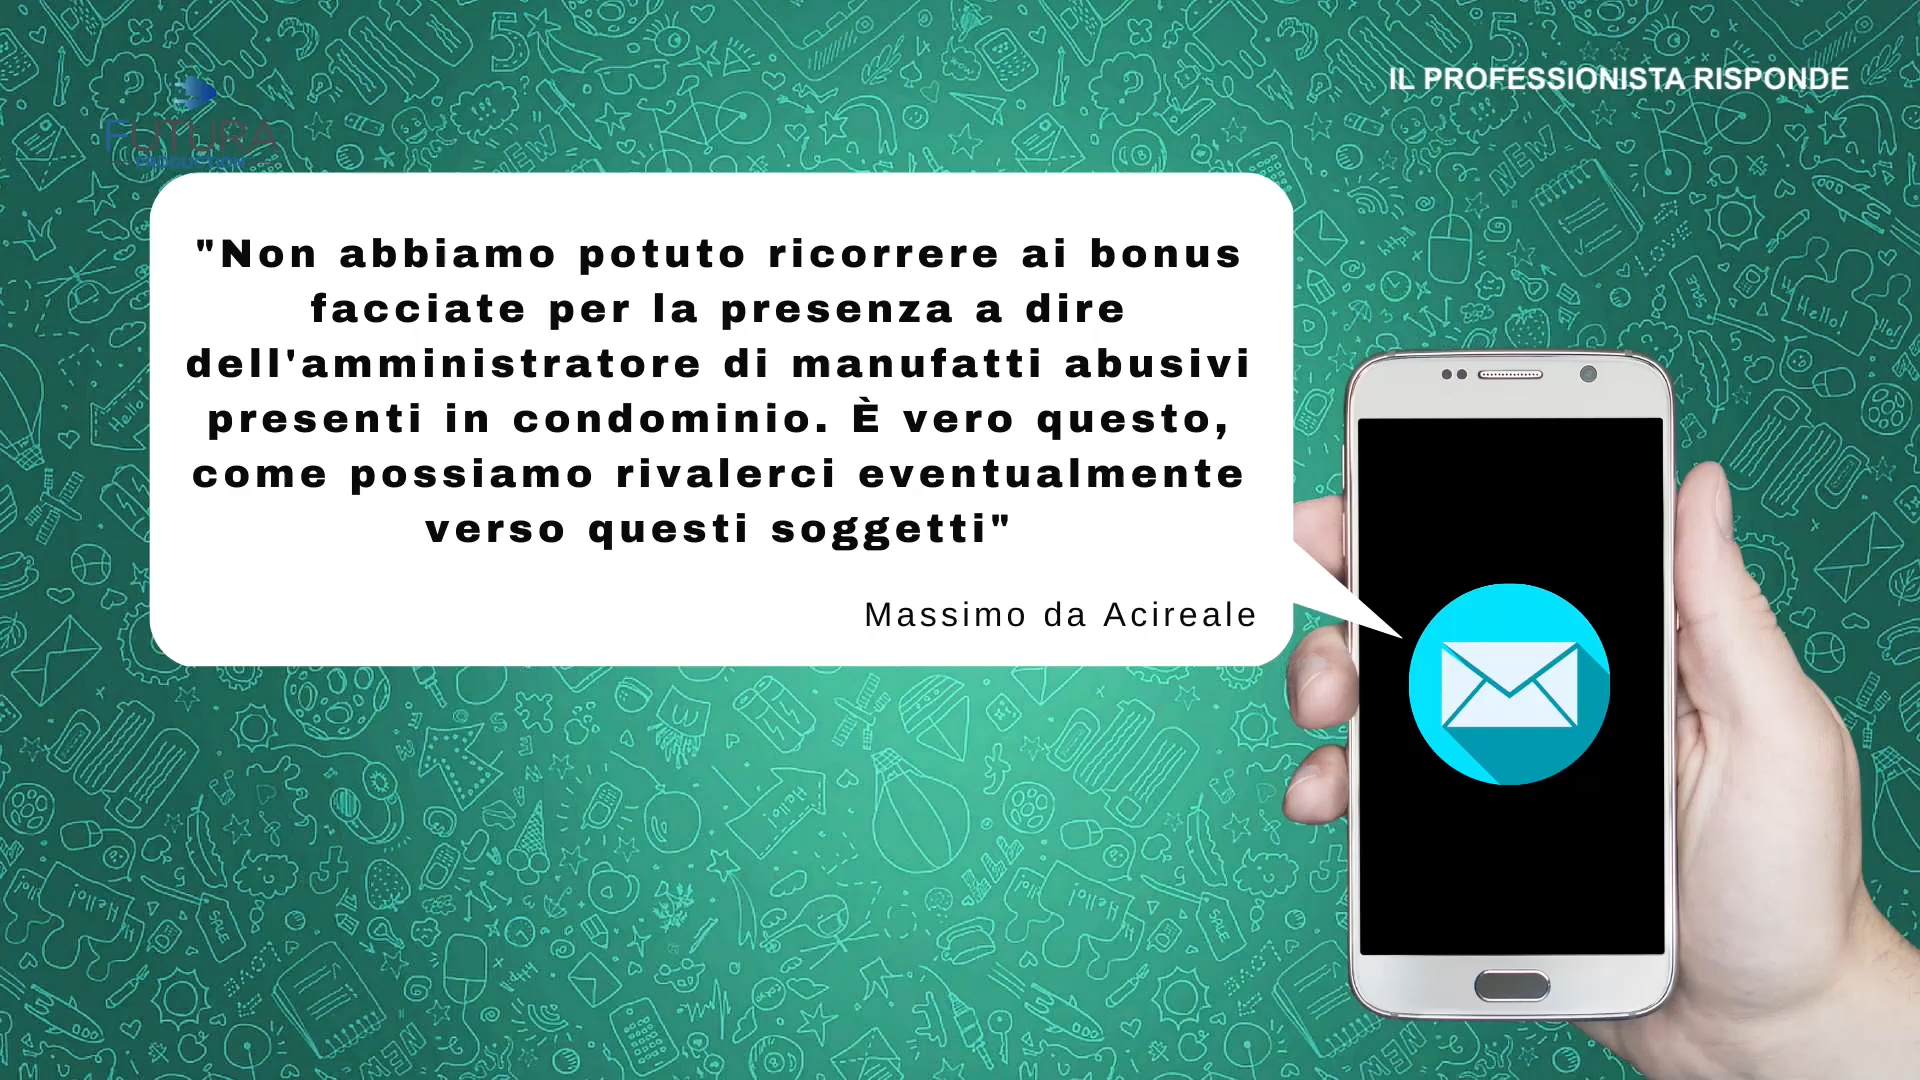 IL PROFESSIONISTA RISPONDE
FUTURA
PRODUCTION
"Non abbiamo potuto ricorrere ai bonus
facciate per la presenza a dire
dell'amministratore di manufatti abusivi
presenti in condominio. È vero questo,
come possiamo rivalerci eventualmente
verso questi soggetti"
Massimo da Acireale